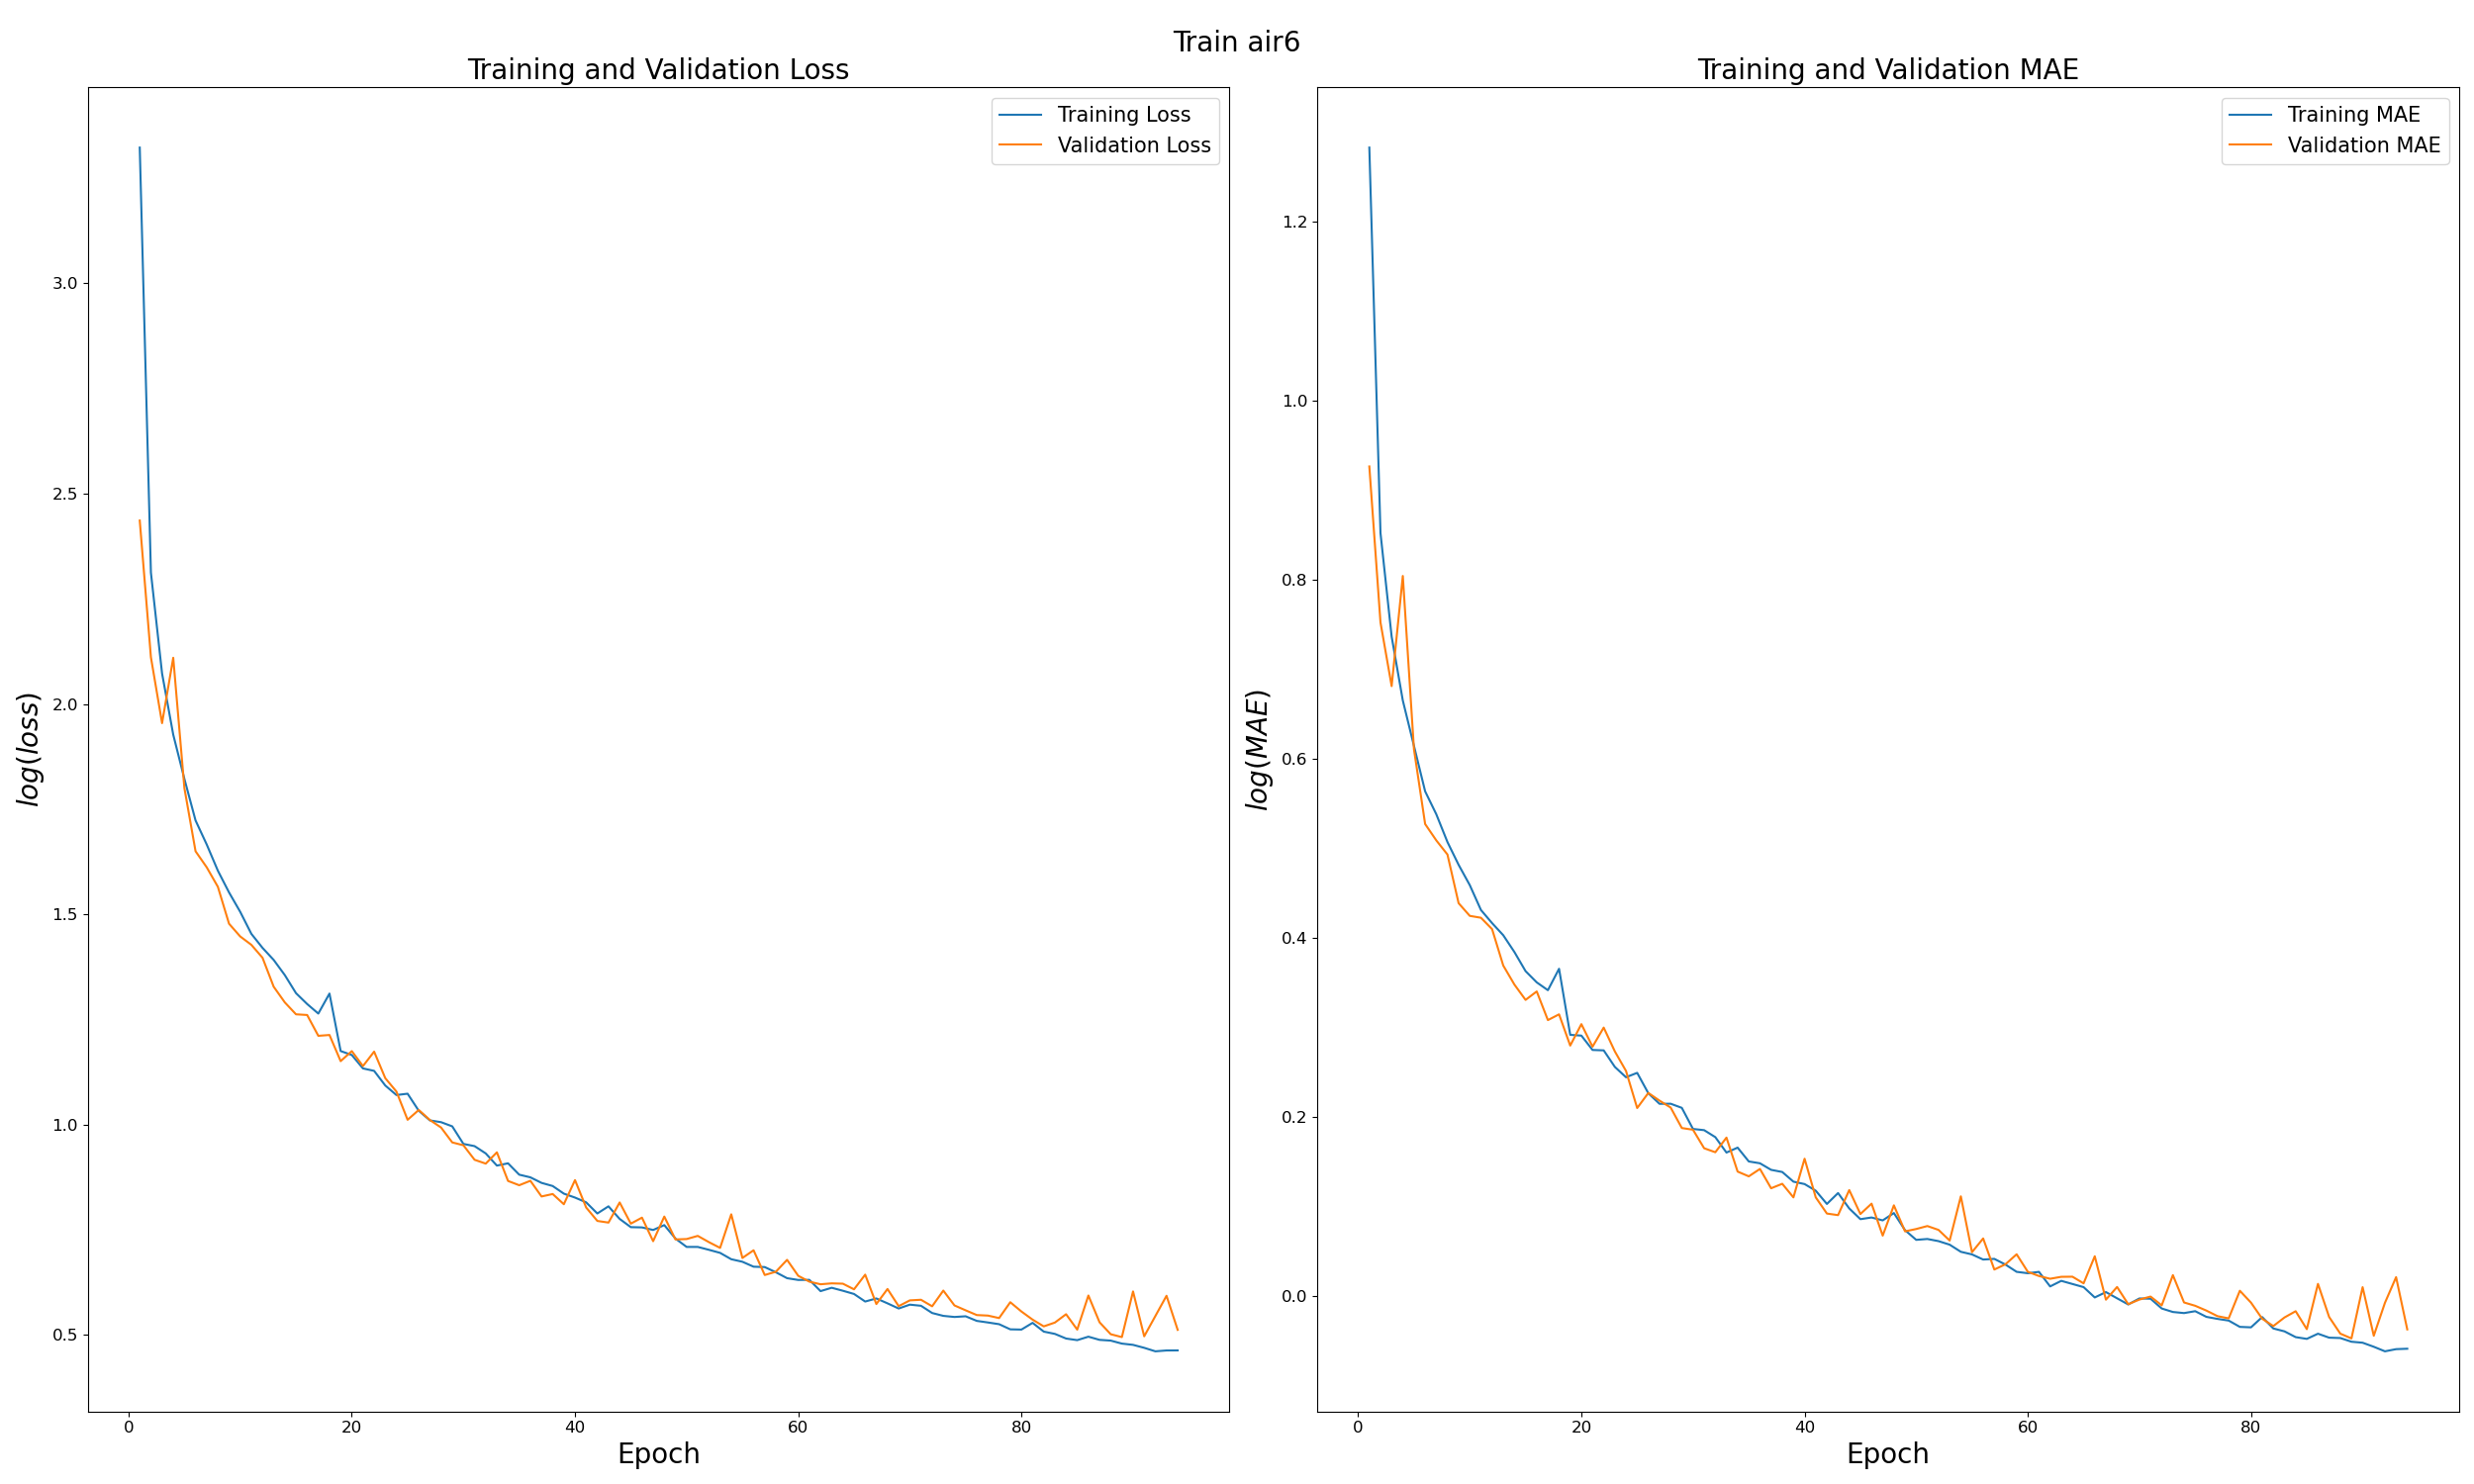 Train air6
Training and Validation Loss
Training Loss
Validation Loss
3.0
2.5
2.0
1.5
1.0
0.5
log(loss)
0
20
40
60
80
Epoch
Training and Validation MAE
Training MAE
Validation MAE
1.2
1.0
0.8
0.6
0.4
0.2
0.0
log(MAE)
0
20
40
60
80
Epoch